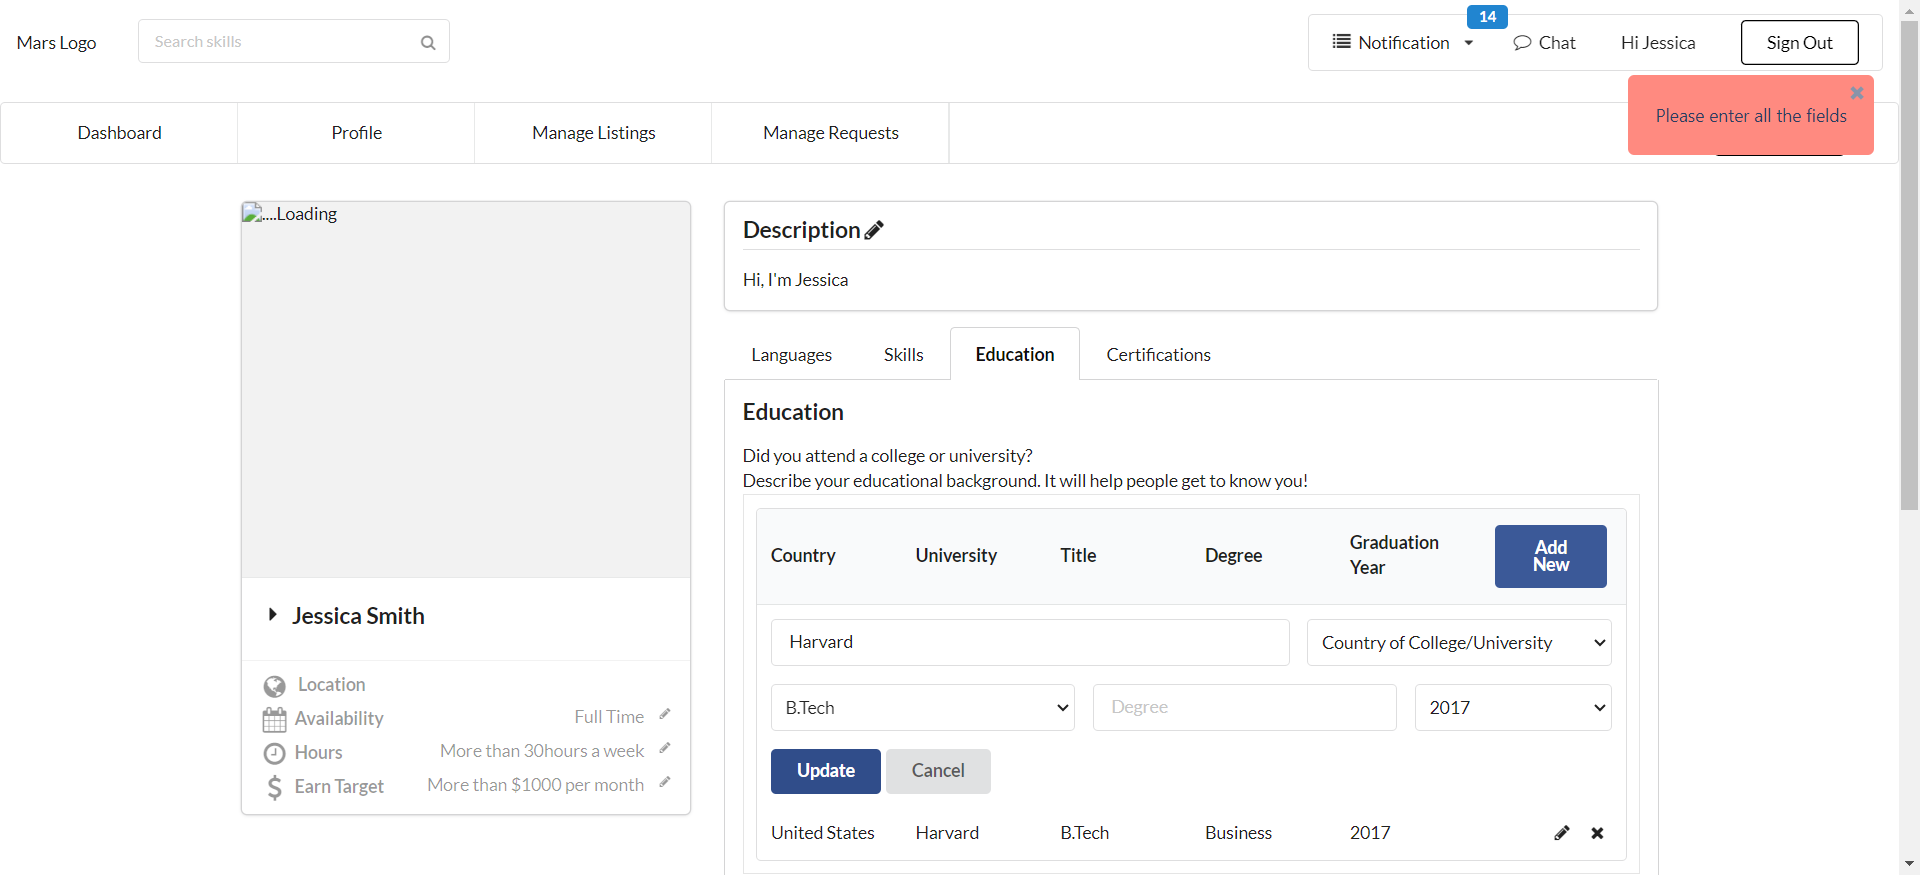 Mars Logo
Search skills
14
Notification
Chat
Hi Jessica
Sign Out
Please enter all the fields
Dashboard
Profile
Manage Listings
Manage Requests
....Loading
Jessica Smith
Location
Availability
Full Time
Hours
More than 30hours a week
Earn Target
More than $1000 per month
Description
Hi, I'm Jessica
Languages
Skills
Education
Certifications
Education
Did you attend a college or university?
Describe your educational background. It will help people get to know you!
Country
University
Title
Degree
Graduation
Year
Add
New
Harvard
Country of College/University
B.Tech
Degree
2017
Update
Cancel
United States
Harvard
B.Tech
Business
2017